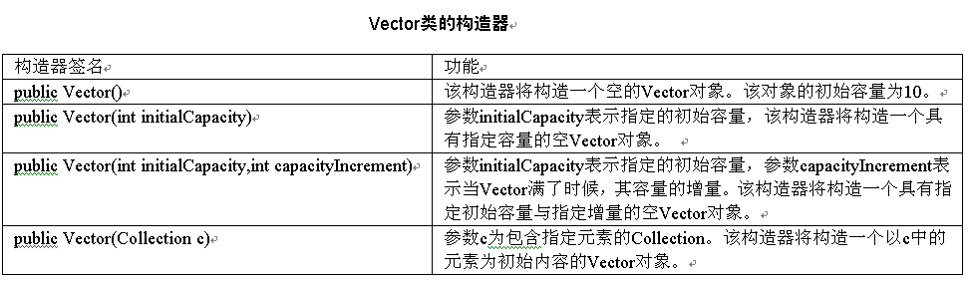 Vector类的构造器
构造器签名
功能
public Vector()
该构造器将构造一个空的Vector对象。该对象的初始容量为10。
public Vector(int initialCapacity)
参数initialCapacity表示指定的初始容量，该构造器将构造一个具
有指定容量的空Vector对象。
public Vector(int initialCapacity,int capacityIncrement)
参数initialCapacity表示指定的初始容量，参数capacityIncrement表
示当Vector满了时候，其容量的增量。该构造器将构造一个具有指
定初始容量与指定增量的空Vector对象。
public Vector(Collection c)
参数c为包含指定元素的Collection。该构造器将构造一个以c中的
元素为初始内容的Vector对象。